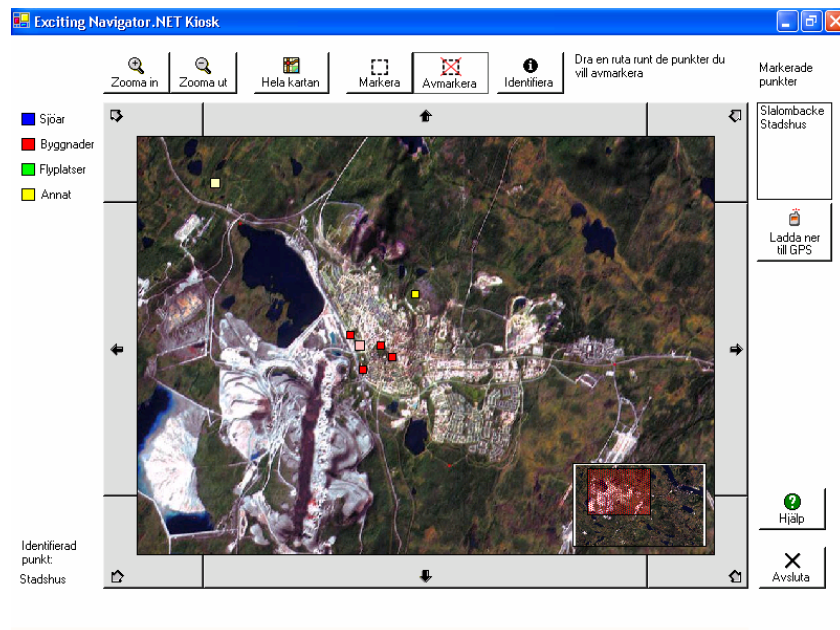 Exciting Navigator.NET Kiosk
Zooma in
Zooma ut
Hela kartan
Markera
Avmarkera
Identifiera
Dra en ruta runt de punkter du
vill avmarkera
Markerade
punkter
Sjöar
Byggnader
Flyplatser
Annat
Slalombacke
Stadshus
Ladda ner
till GPS
Hjälp
Identifierad
punkt:
Stadshus
Avsluta